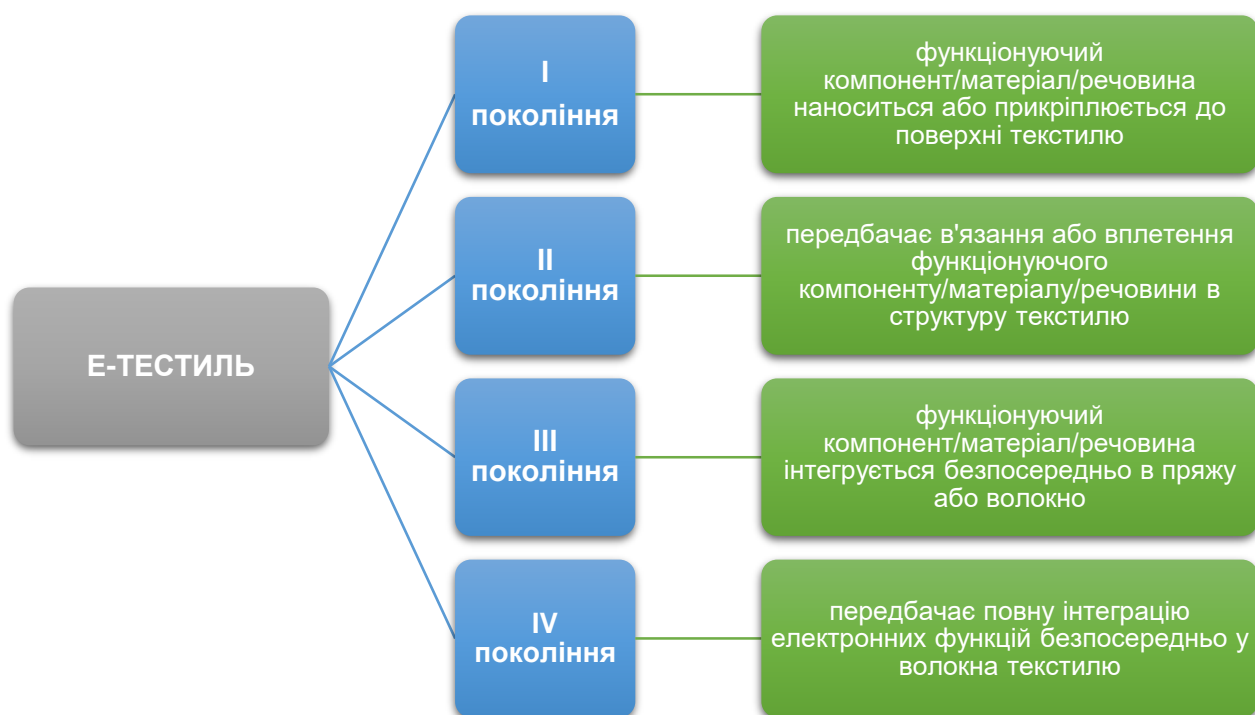 І
покоління
функціонуючий
компонент/матеріал/речовина
наноситься або прикріплюється до
поверхні текстилю
ІІ
покоління
передбачає в'язання або вплетення
функціонуючого
компоненту/матеріалу/речовини в
структуру текстилю
Е-ТЕСТИЛЬ
ІІІ
покоління
функціонуючий
компонент/матеріал/речовина
інтегрується безпосередньо в пряжу
або волокно
IV
покоління
передбачає повну інтеграцію
електронних функцій безпосередньо у
волокна текстилю